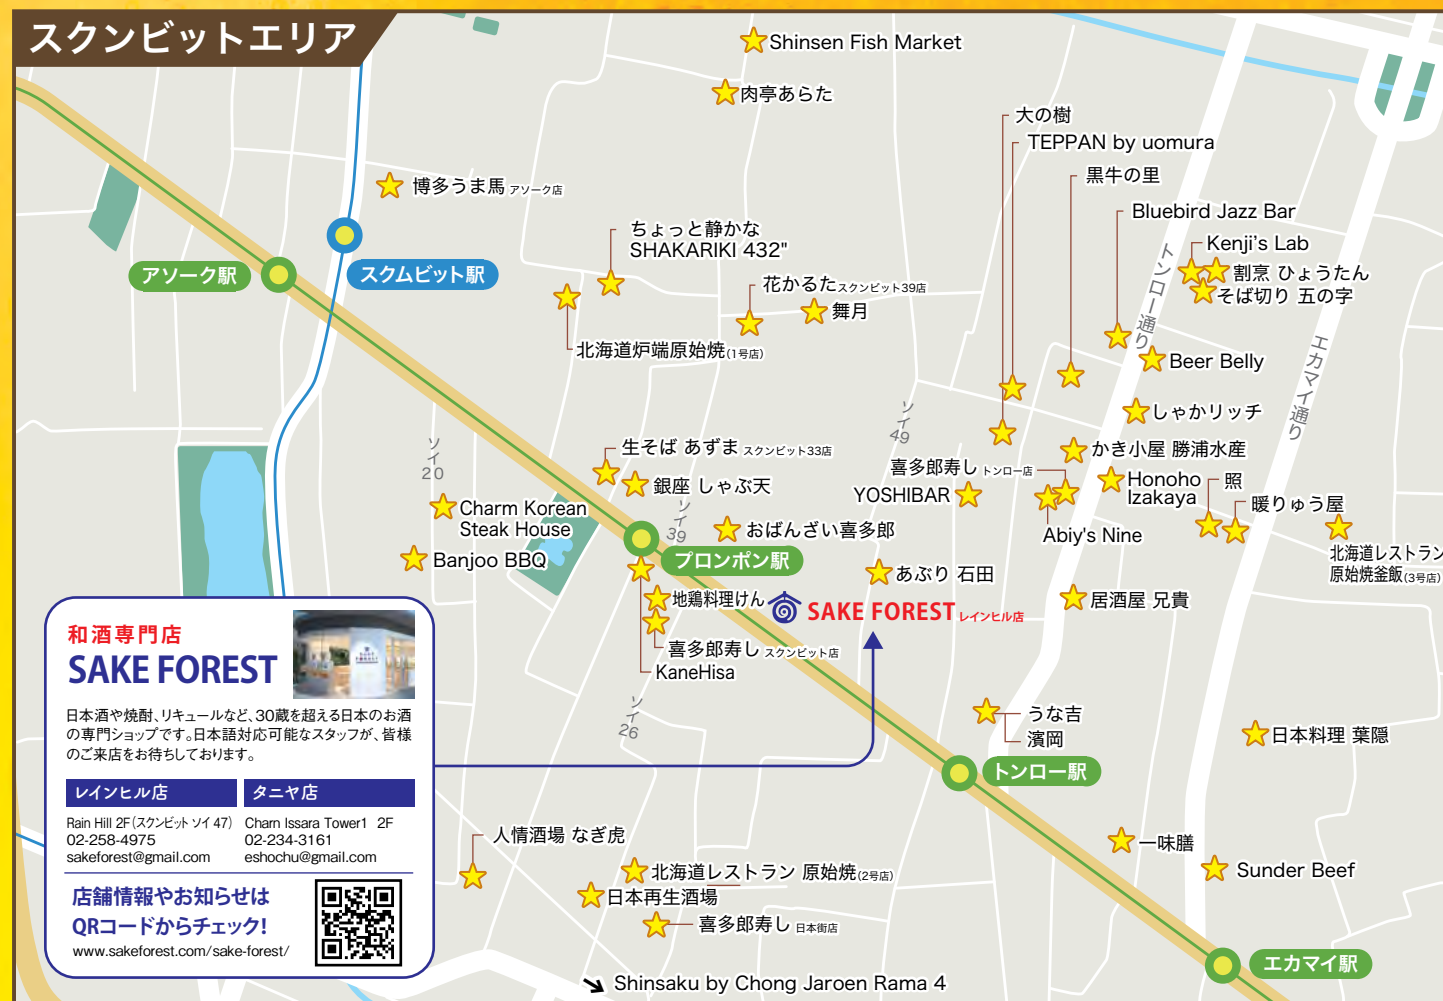 スクンビットエリア
Shinsen Fish Market
肉亭あらた
大の樹
TEPPAN by uomura
黒牛の里
博多うま馬 アソーク店
Bluebird Jazz Bar
ちょっと静かな
SHAKARIKI 432"
トンロー通り
Kenji's Lab
割烹 ひょうたん
そば切り 五の字
アソーク駅
スクムビット駅
花かるた スクンビット39店
舞月
北海道炉端原始焼(1号店)
エカマイ通り
Beer Belly
しゃかリッチ
ソイ49
ソイ20
生そば あずま スクンビット33店
かき小屋 勝浦水産
喜多郎寿し トンロー店
銀座 しゃぶ天
YOSHIBAR
Honoho
Izakaya
照
暖りゅう屋
Charm Korean
Steak House
ソイ39
おばんざい喜多郎
Abiy's Nine
北海道レストラン
原始焼釜飯(3号店)
Banjoo BBQ
プロンポン駅
あぶり 石田
地鶏料理けん
SAKE FOREST レインヒル店
居酒屋 兄貴
喜多郎寿し スクンビット店
KaneHisa
ソイ26
うな吉
濱岡
日本料理 葉隠
トンロー駅
和酒専門店
SAKE FOREST
日本酒や焼酎、リキュールなど、30蔵を超える日本のお酒
の専門ショップです。日本語対応可能なスタッフが、皆様
のご来店をお待ちしております。
レインヒル店
タニヤ店
Rain Hill 2F(スクンビット ソイ 47)
02-258-4975
sakeforest@gmail.com
Charn Issara Tower1 2F
02-234-3161
eshochu@gmail.com
店舗情報やお知らせは
QRコードからチェック!
www.sakeforest.com/sake-forest/
人情酒場 なぎ虎
一味膳
Sunder Beef
北海道レストラン 原始焼(2号店)
日本再生酒場
喜多郎寿し 日本街店
エカマイ駅
Shinsaku by Chong Jaroen Rama 4